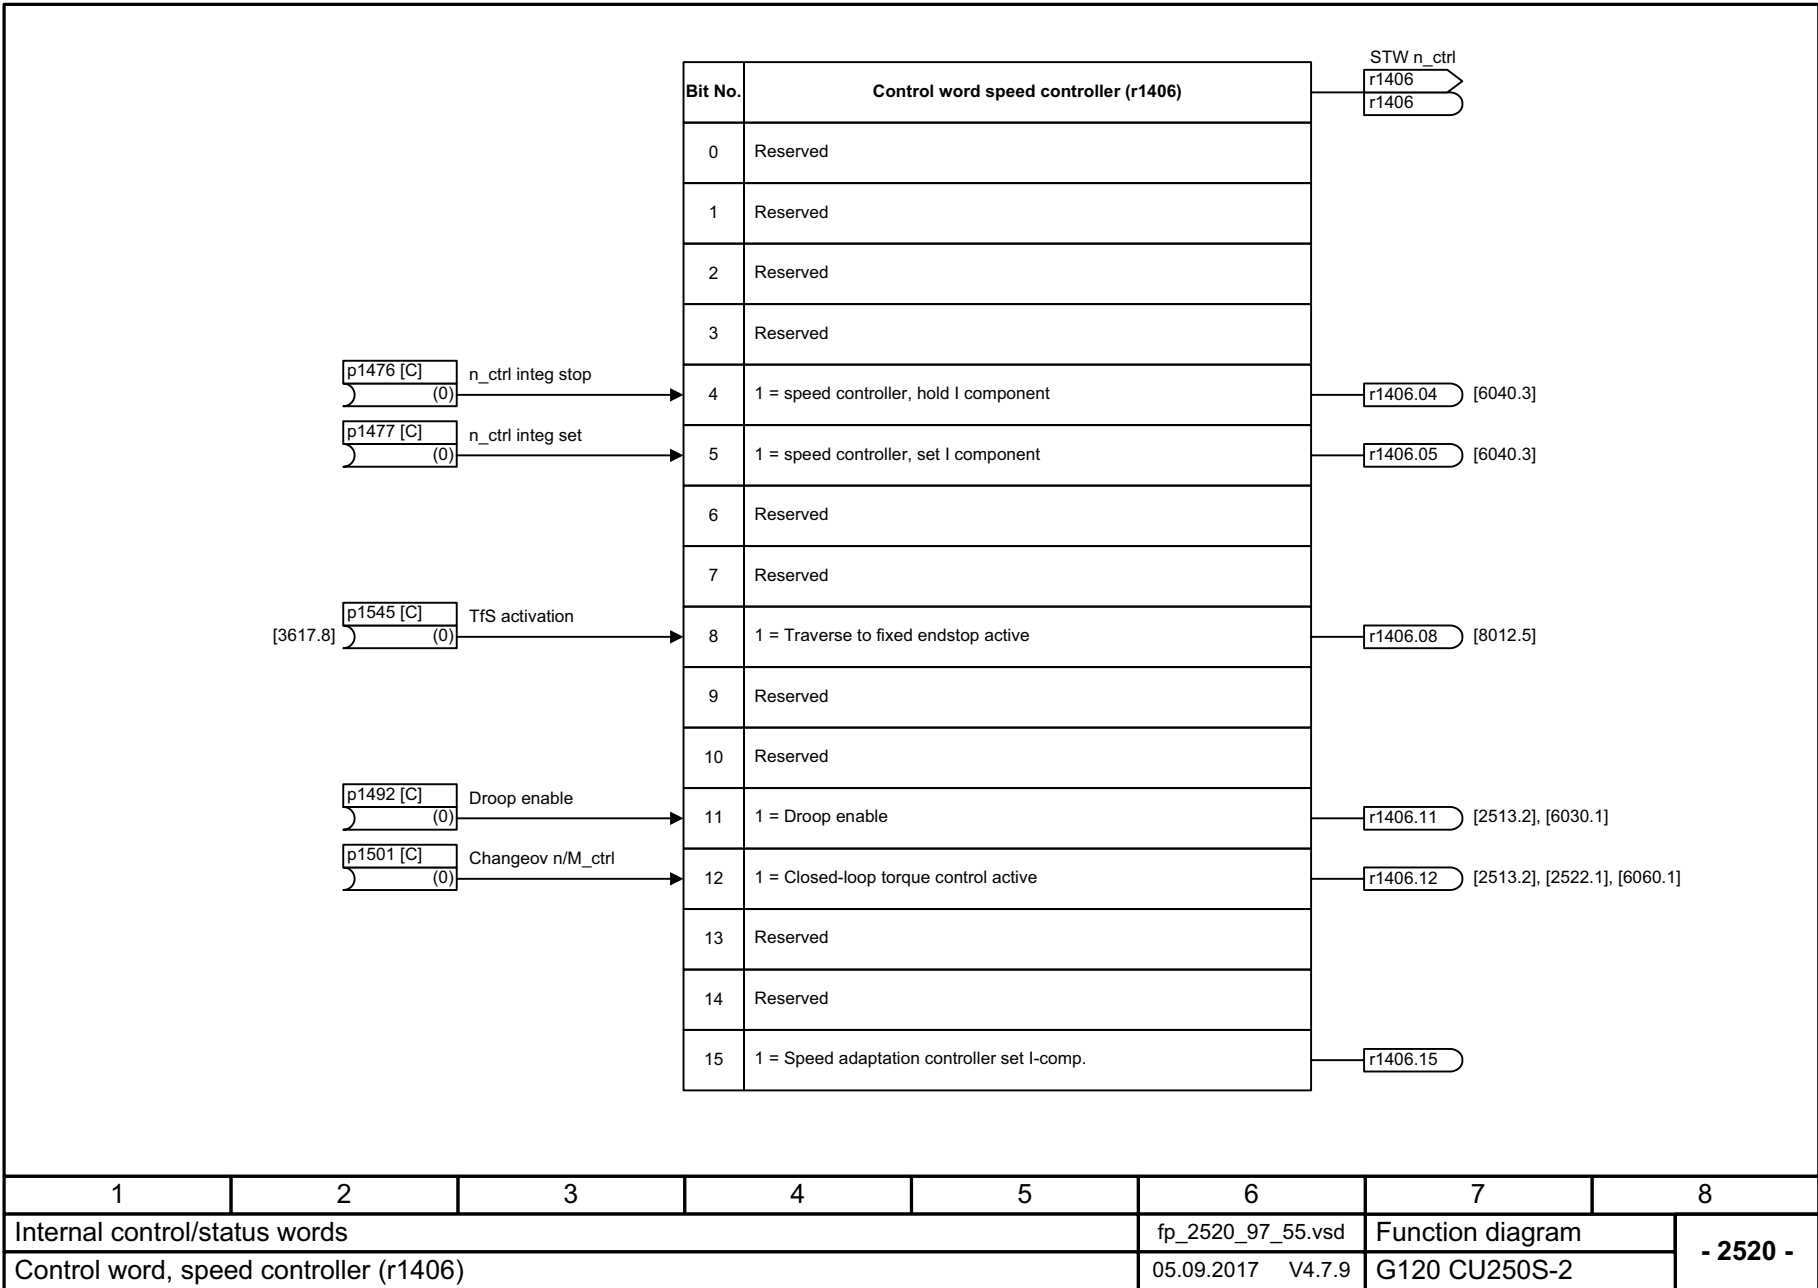 STW n_ctrl
Bit No. Control word speed controller (r1406) r1406
r1406
0 Reserved
1 Reserved
2 Reserved
3 Reserved
p1476 [C] n_ctrl integ stop
(0) 4 1 = speed controller, hold I component r1406.04 [6040.3]
p1477 [C] n_ctrl integ set
(0) 5 1 = speed controller, set I component r1406.05 [6040.3]
6 Reserved
7 Reserved
p1545 [C] TfS activation
[3617.8] (0) 8 1 = Traverse to fixed endstop active r1406.08 [8012.5]
9 Reserved
10 Reserved
p1492 [C] Droop enable
(0) 11 1 = Droop enable r1406.11 [2513.2], [6030.1]
p1501 [C] Changeov n/M_ctrl
(0) 12 1 = Closed-loop torque control active r1406.12 [2513.2], [2522.1], [6060.1]
13 Reserved
14 Reserved
15 1 = Speed adaptation controller set I-comp. r1406.15
1 2 3 4 5 6 7 8
Internal control/status words fp_2520_97_55.vsd Function diagram - 2520 -
Control word, speed controller (r1406) 05.09.2017 V4.7.9 G120 CU250S-2